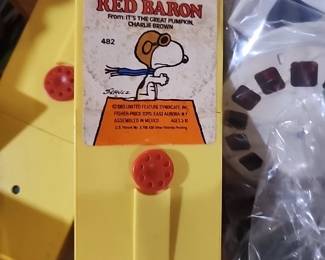 RED BARON
From: IT'S THE GREAT PUMPKIN,
CHARLIE BROWN
482
SCHULZ
© 1965 UNITED FEATURE SYNDICATE, INC.
FISHER-PRICE TOYS, EAST AURORA, N.Y.
ASSEMBLED IN MEXICO